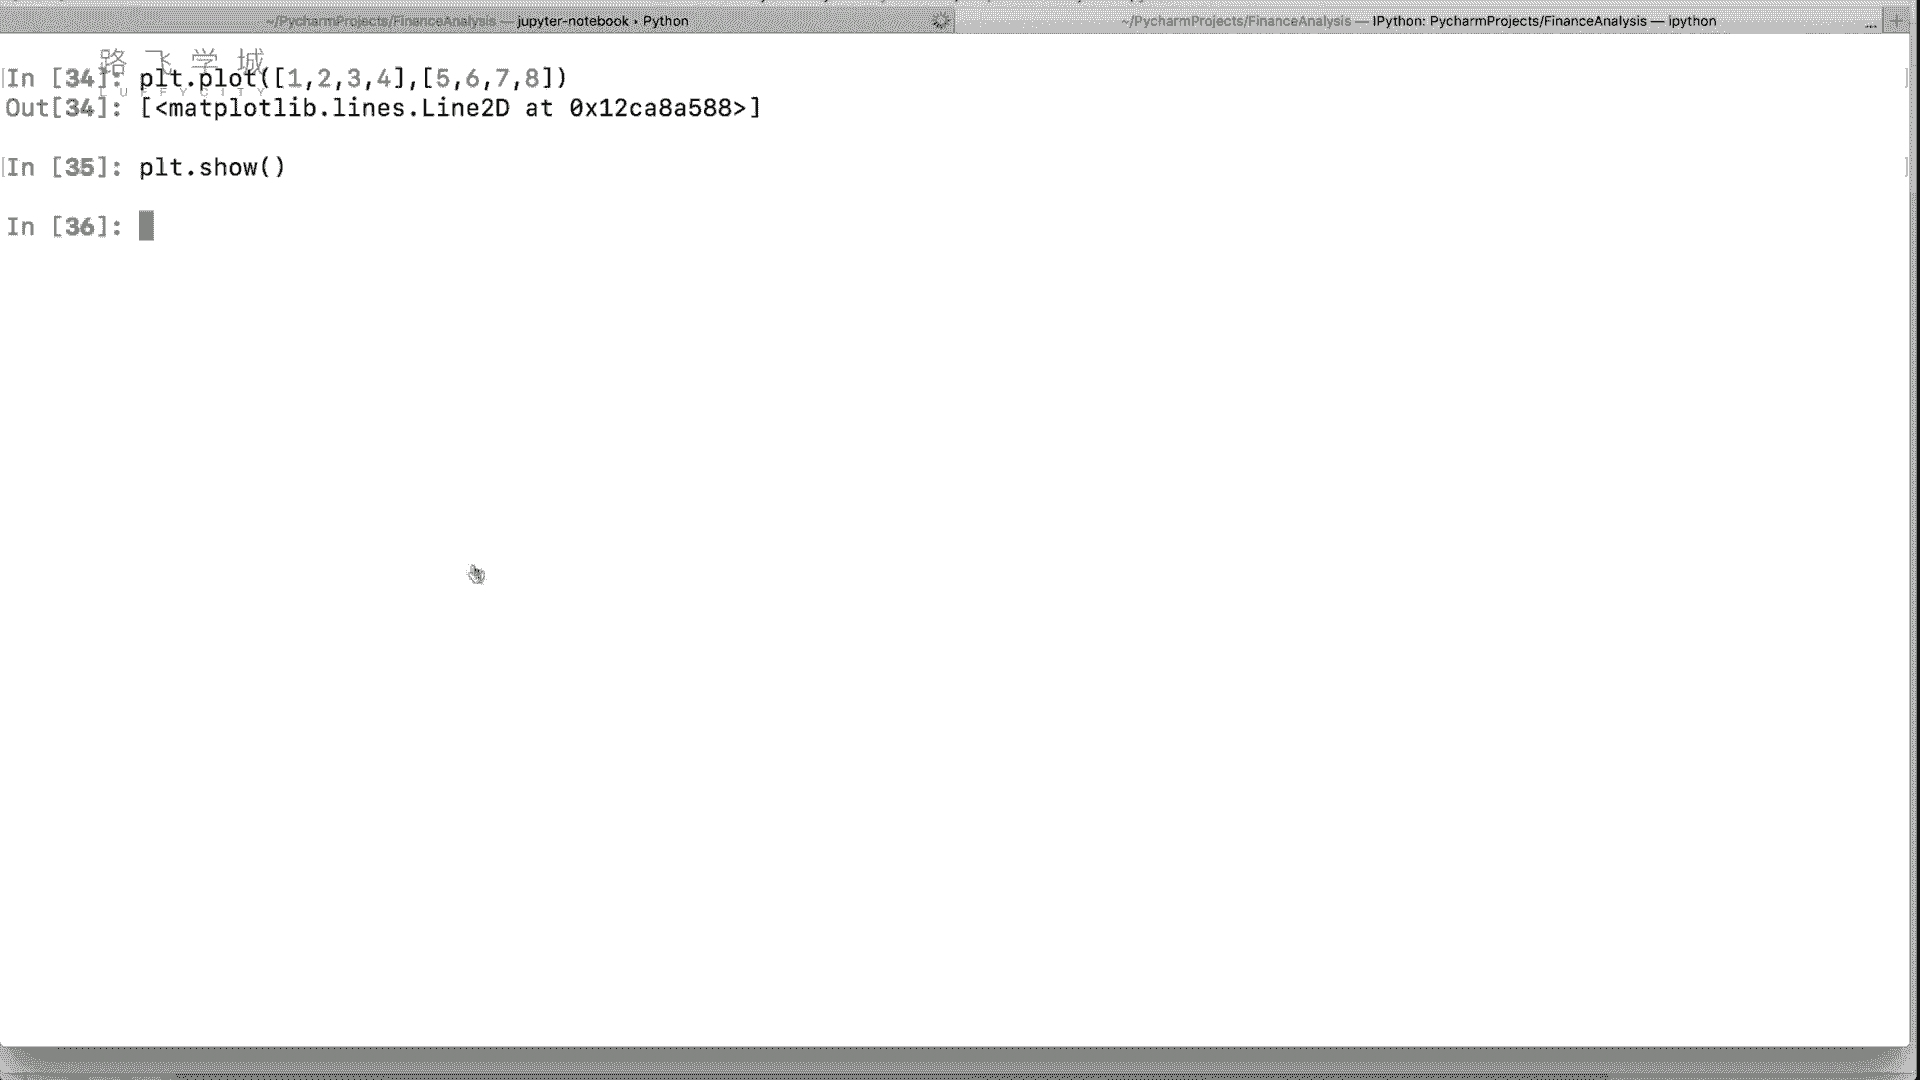 ~/PycharmProjects/FinanceAnalysis — jupyter-notebook • Python
~/PycharmProjects/FinanceAnalysis — IPython: PycharmProjects/FinanceAnalysis — ipython
... +
路飞学城
LUFFYCITY
In [34]: plt.plot([1,2,3,4],[5,6,7,8])
Out[34]: [<matplotlib.lines.Line2D at 0x12ca8a588>]
In [35]: plt.show()
In [36]: